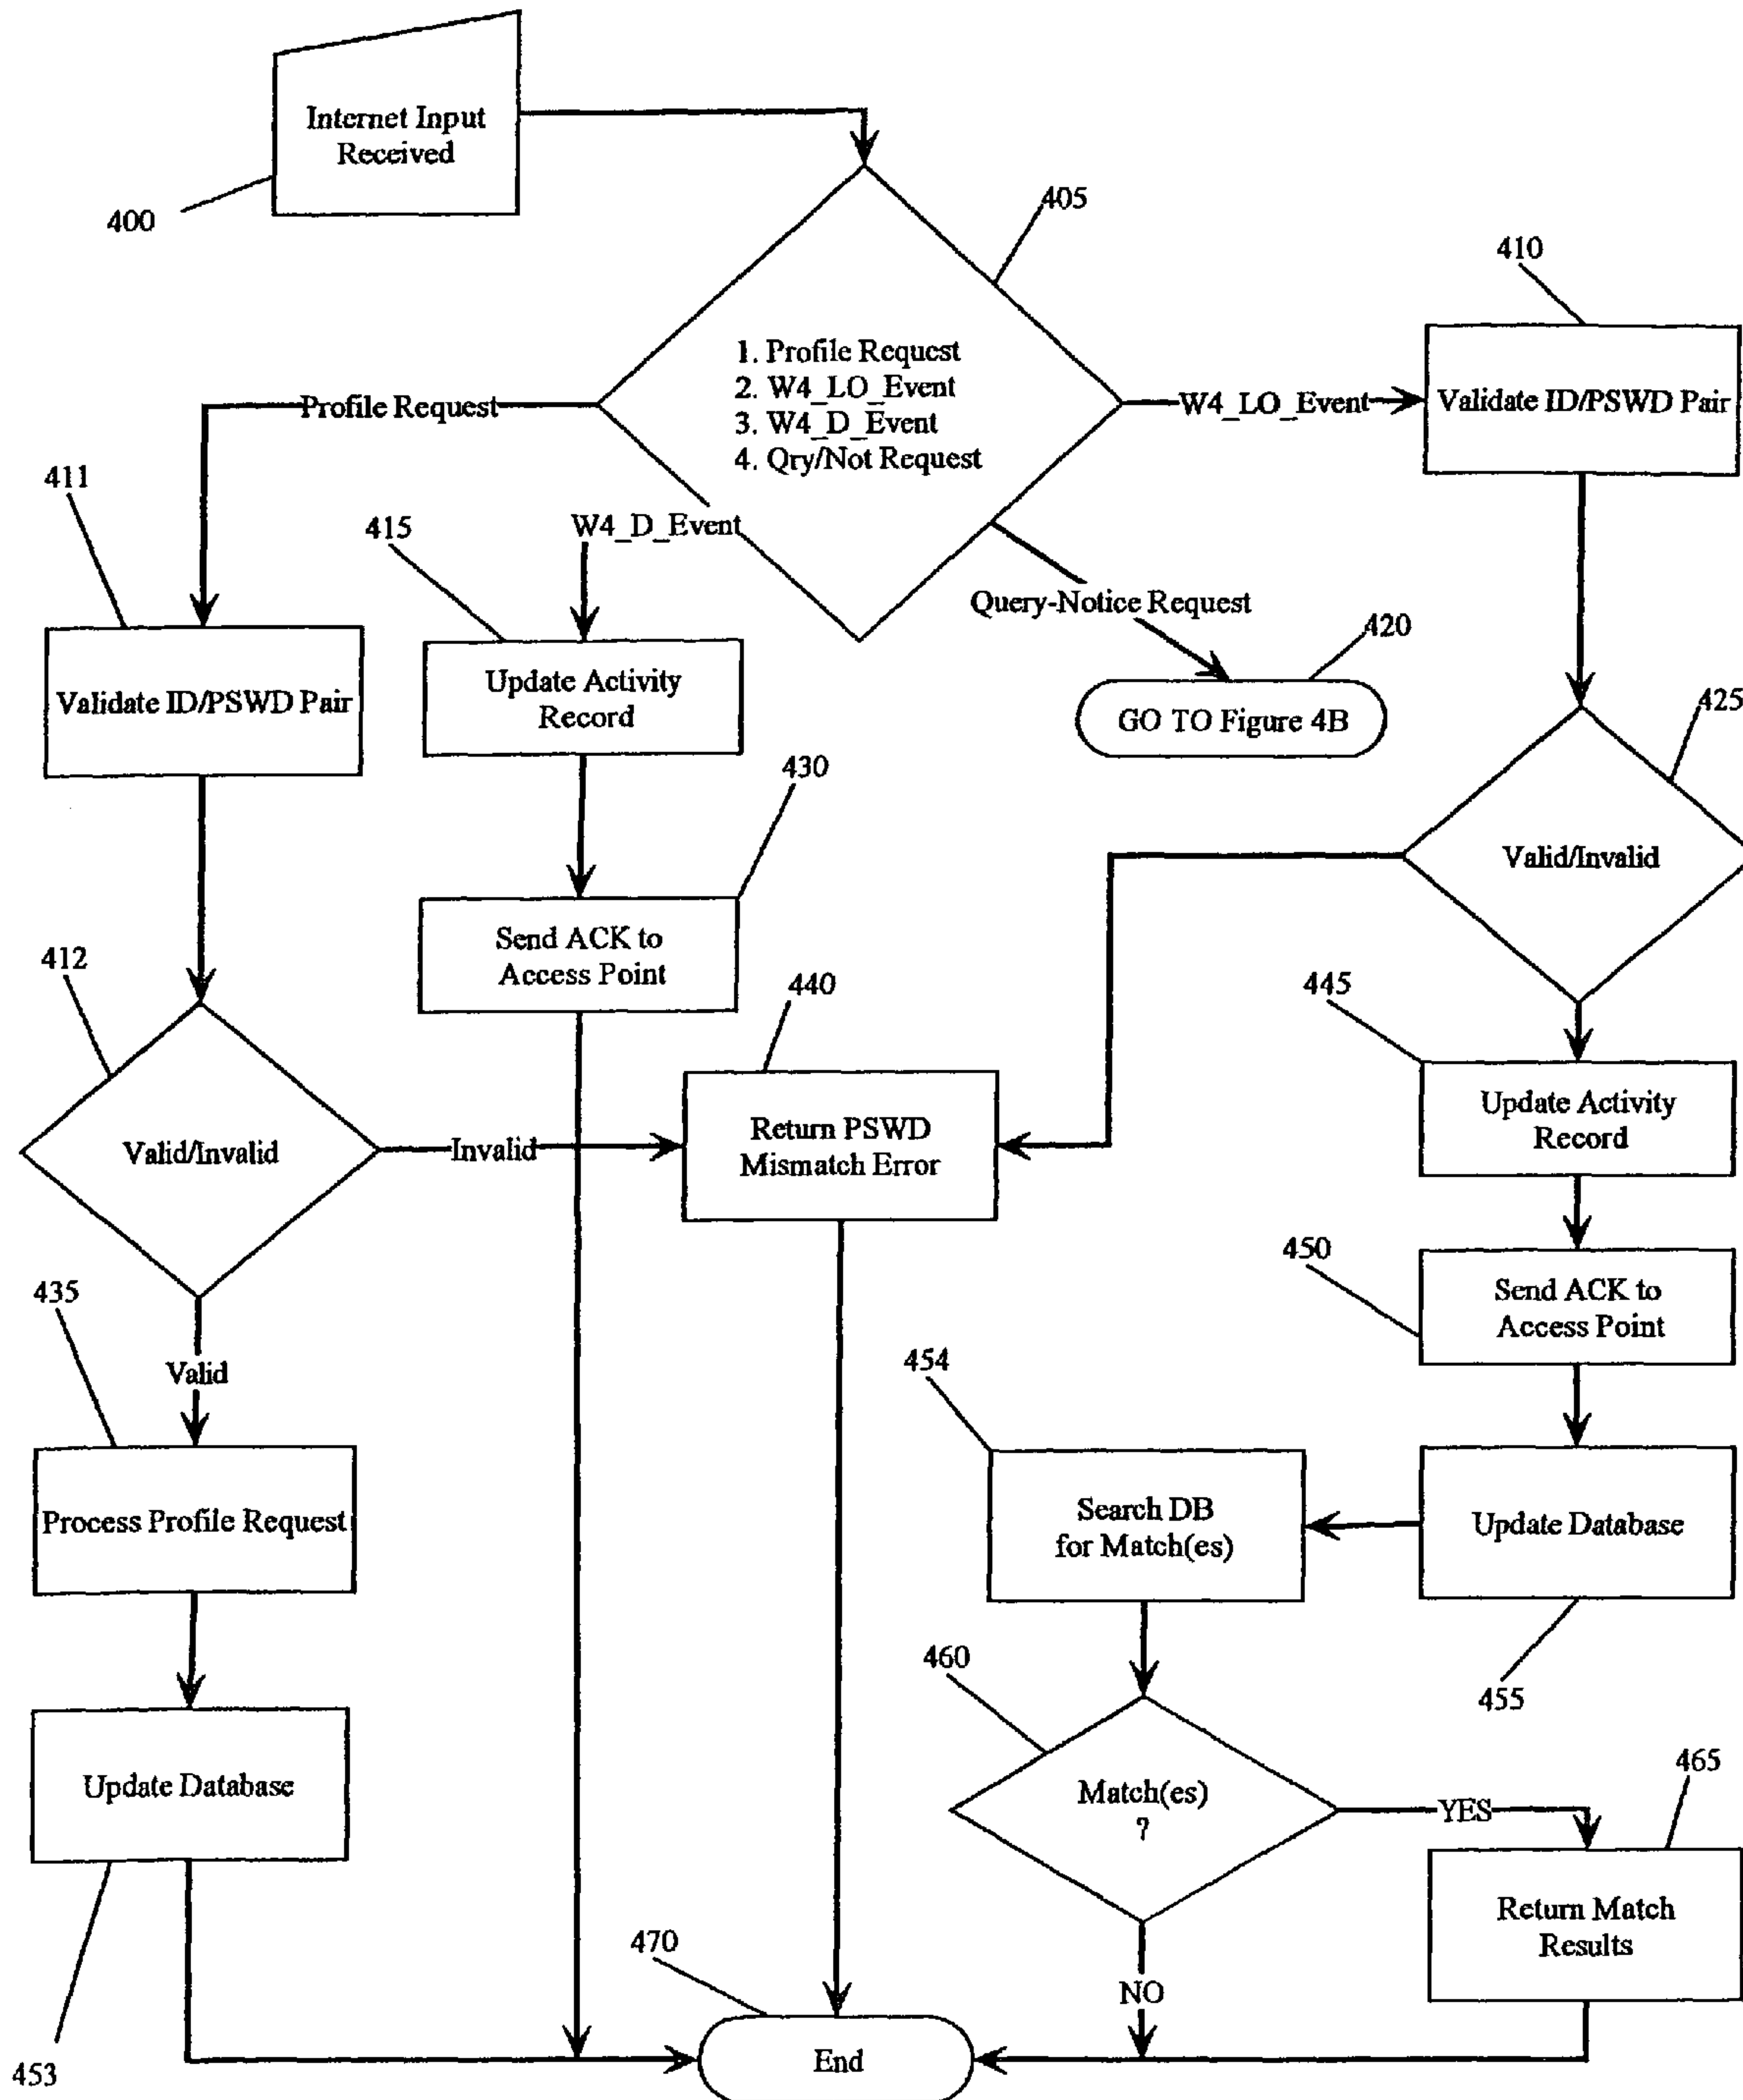 Internet Input
Received
400
405
410
1. Profile Request
2. W4_LO_Event
3. W4_D_Event
4. Qry/Not Request
Profile Request
W4_LO_Event
Validate ID/PSWD Pair
411
415
W4_D_Event
Query-Notice Request
420
Validate ID/PSWD Pair
Update Activity
Record
GO TO Figure 4B
425
430
Valid/Invalid
412
Send ACK to
Access Point
440
445
Valid/Invalid
Invalid
Return PSWD
Mismatch Error
Update Activity
Record
435
450
Send ACK to
Access Point
Valid
454
Process Profile Request
Search DB
for Match(es)
Update Database
460
455
Update Database
Match(es)
?
YES
465
Return Match
Results
470
NO
453
End